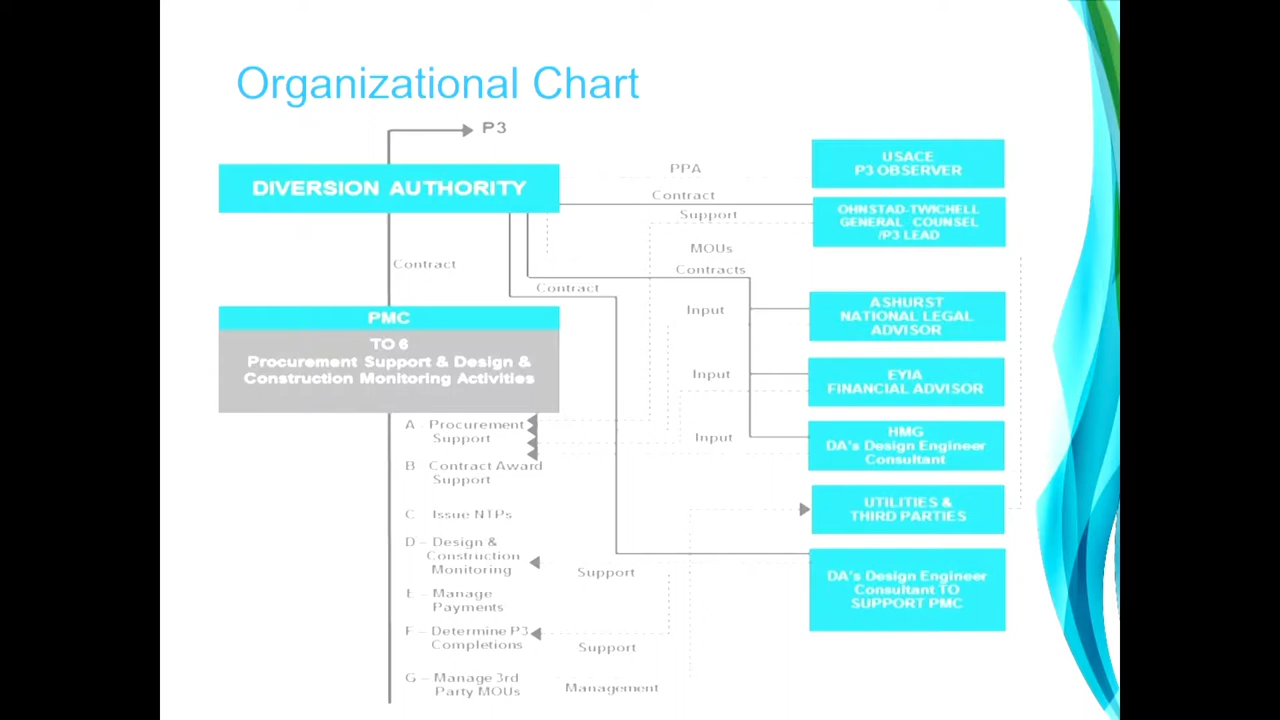 Organizational Chart
P3
DIVERSION AUTHORITY
PPA
USACE
P3 OBSERVER
Contract
Support
OHNSTAD-TWICHELL
GENERAL COUNSEL
/P3 LEAD
MOUs
Contracts
Contract
Contract
PMC
TO 6
Procurement Support & Design &
Construction Monitoring Activities
Input
ASHURST
NATIONAL LEGAL
ADVISOR
Input
EYIA
FINANCIAL ADVISOR
Input
HMG
DA's Design Engineer
Consultant
A - Procurement
Support
B Contract Award
Support
C Issue NTPs
D – Design &
Construction
Monitoring
E – Manage
Payments
F – Determine P3
Completions
G – Manage 3rd
Party MOUs
UTILITIES &
THIRD PARTIES
Support
DA's Design Engineer
Consultant TO
SUPPORT PMC
Support
Management